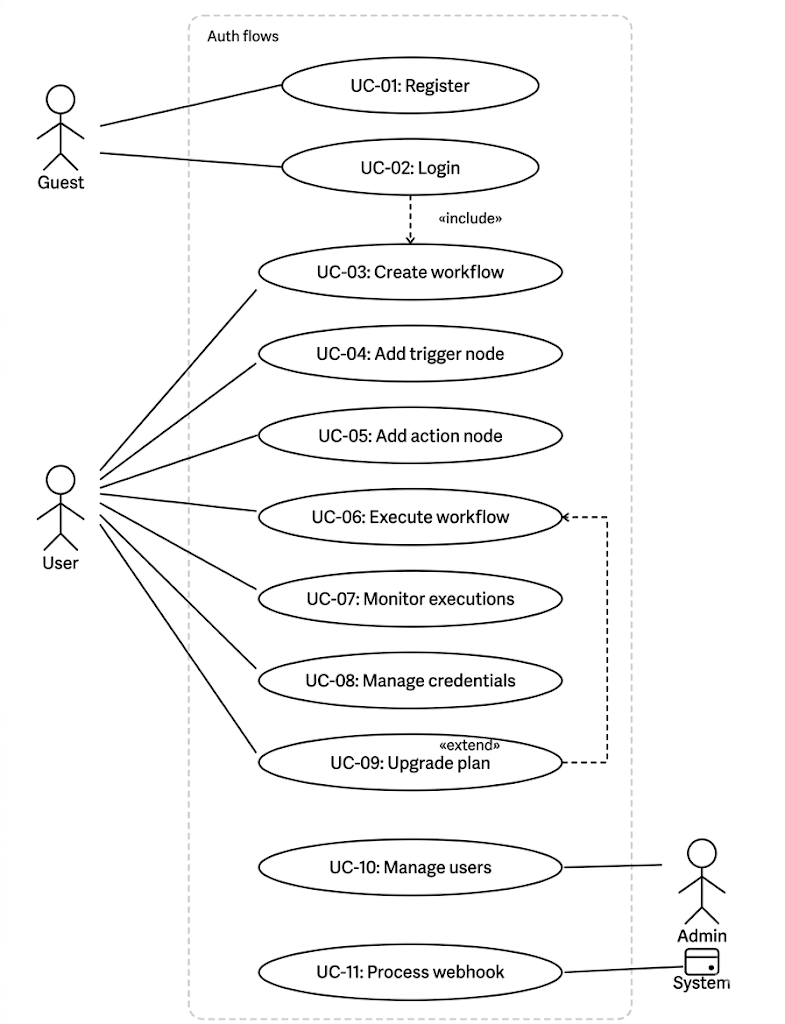 Auth flows
UC-01: Register
Guest
UC-02: Login
«include»
UC-03: Create workflow
UC-04: Add trigger node
UC-05: Add action node
UC-06: Execute workflow
User
UC-07: Monitor executions
UC-08: Manage credentials
«extend»
UC-09: Upgrade plan
UC-10: Manage users
Admin
UC-11: Process webhook
System